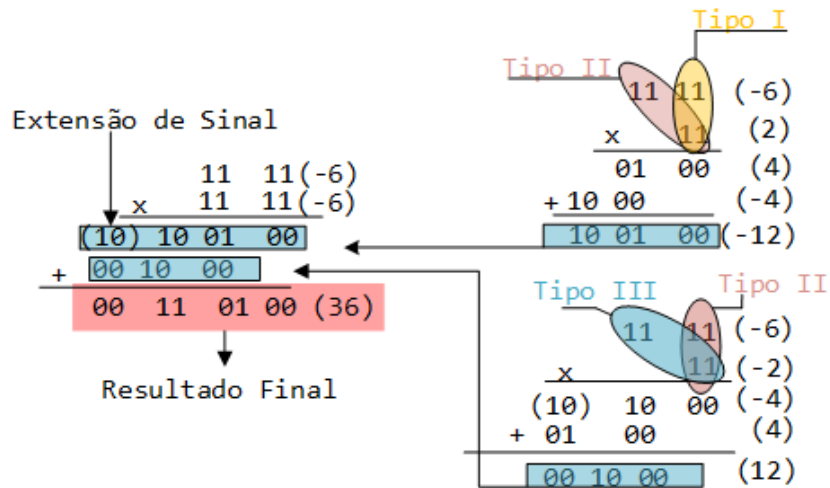 Extensão de Sinal
11 11(-6)
x 11 11(-6)
(10) 10 01 00
+ 00 10 00
00 11 01 00 (36)
Resultado Final
Tipo I
Tipo II
11 11 (-6)
x 11 (2)
01 00 (4)
+ 10 00 (-4)
10 01 00 (-12)
Tipo III
Tipo II
11 11 (-6)
x 11 (-2)
(10) 10 00 (-4)
+ 01 00 (4)
00 10 00 (12)